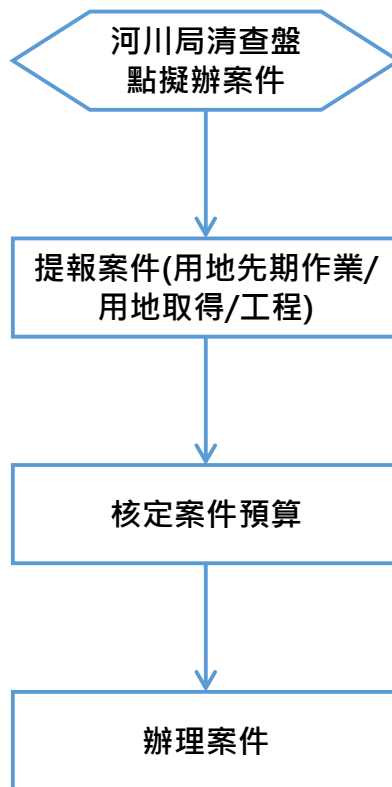 河川局清查盤
點擬辦案件
提報案件(用地先期作業/
用地取得/工程)
核定案件預算
辦理案件